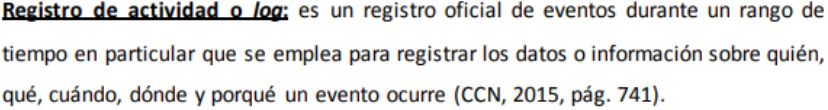 Registro de actividad o log: es un registro oficial de eventos durante un rango de
tiempo en particular que se emplea para registrar los datos o información sobre quién,
qué, cuándo, dónde y porqué un evento ocurre (CCN, 2015, pág. 741).